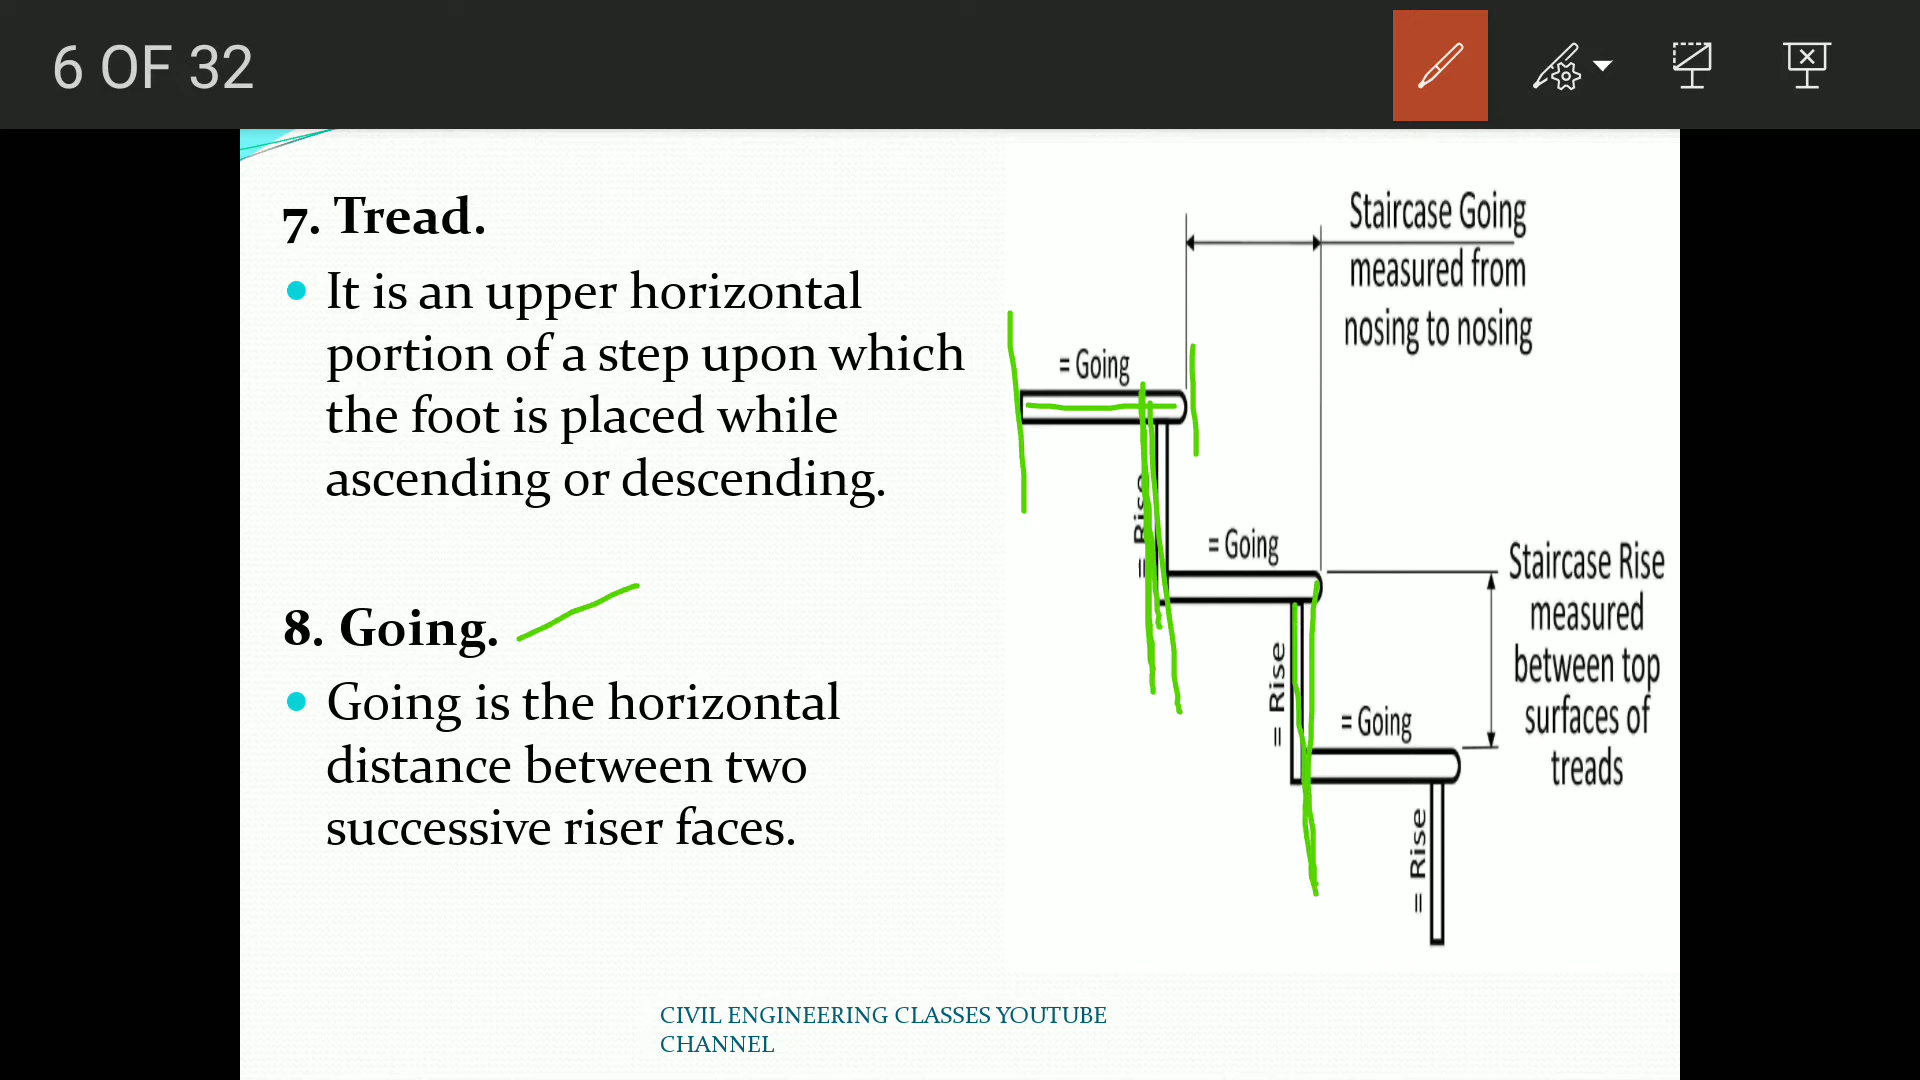 6 OF 32
7. Tread.
It is an upper horizontal
portion of a step upon which
the foot is placed while
ascending or descending.
8. Going.
Going is the horizontal
distance between two
successive riser faces.
Staircase Going
measured from
nosing to nosing
= Going
= Rise
= Going
Staircase Rise
measured
between top
surfaces of
treads
= Rise
= Going
= Rise
CIVIL ENGINEERING CLASSES YOUTUBE
CHANNEL